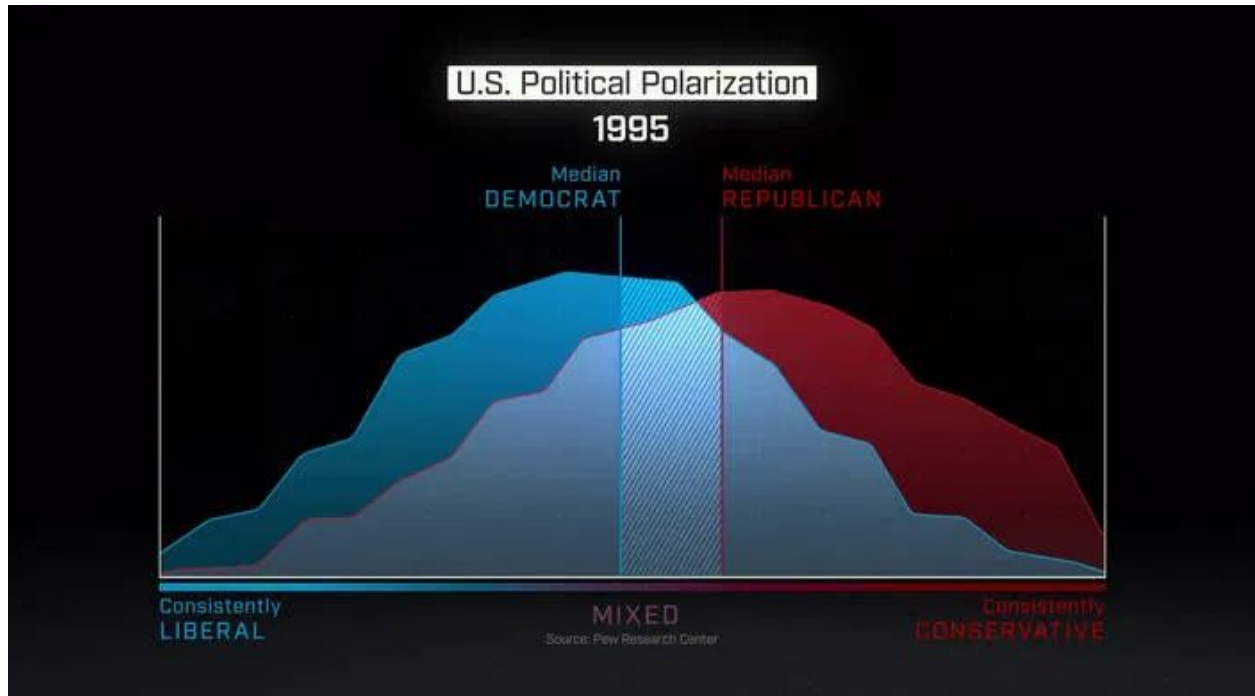 U.S. Political Polarization
1995
Median
DEMOCRAT
Median
REPUBLICAN
Consistently
LIBERAL
MIXED
Source: Pew Research Center
Consistently
CONSERVATIVE